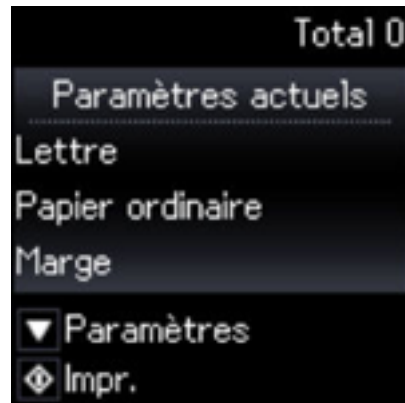 Total 0
Paramètres actuels
Lettre
Papier ordinaire
Marge
Paramètres
Impr.